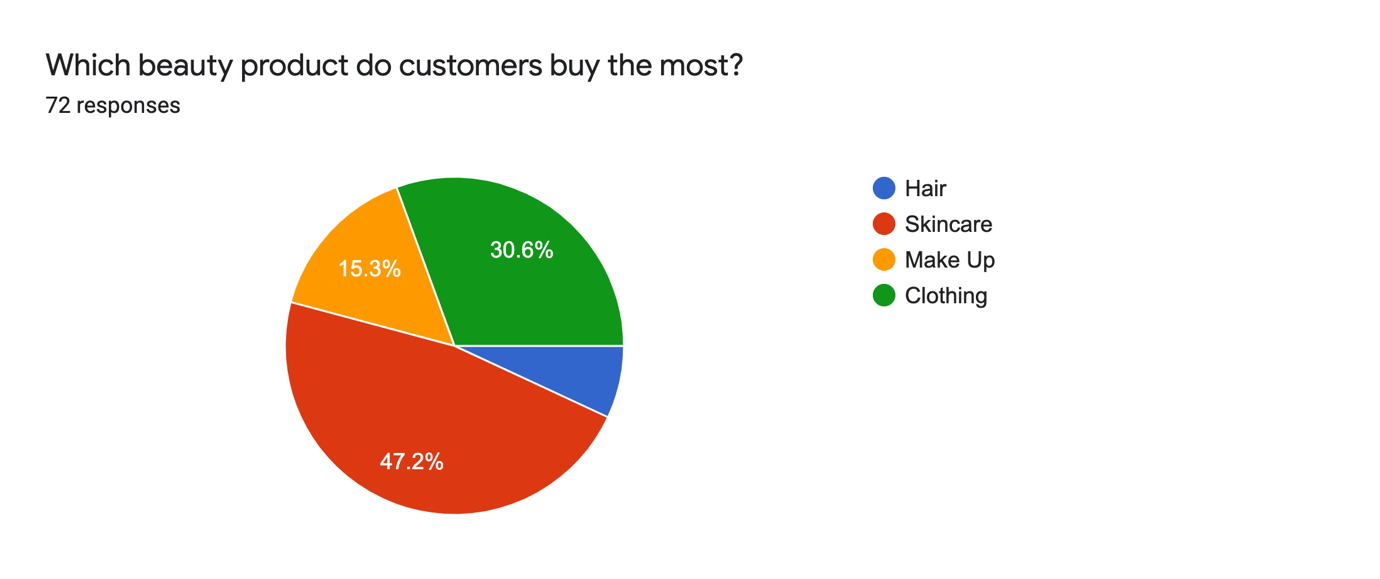 Which beauty product do customers buy the most?
72 responses
Hair
Skincare
Make Up
Clothing
30.6%
15.3%
47.2%